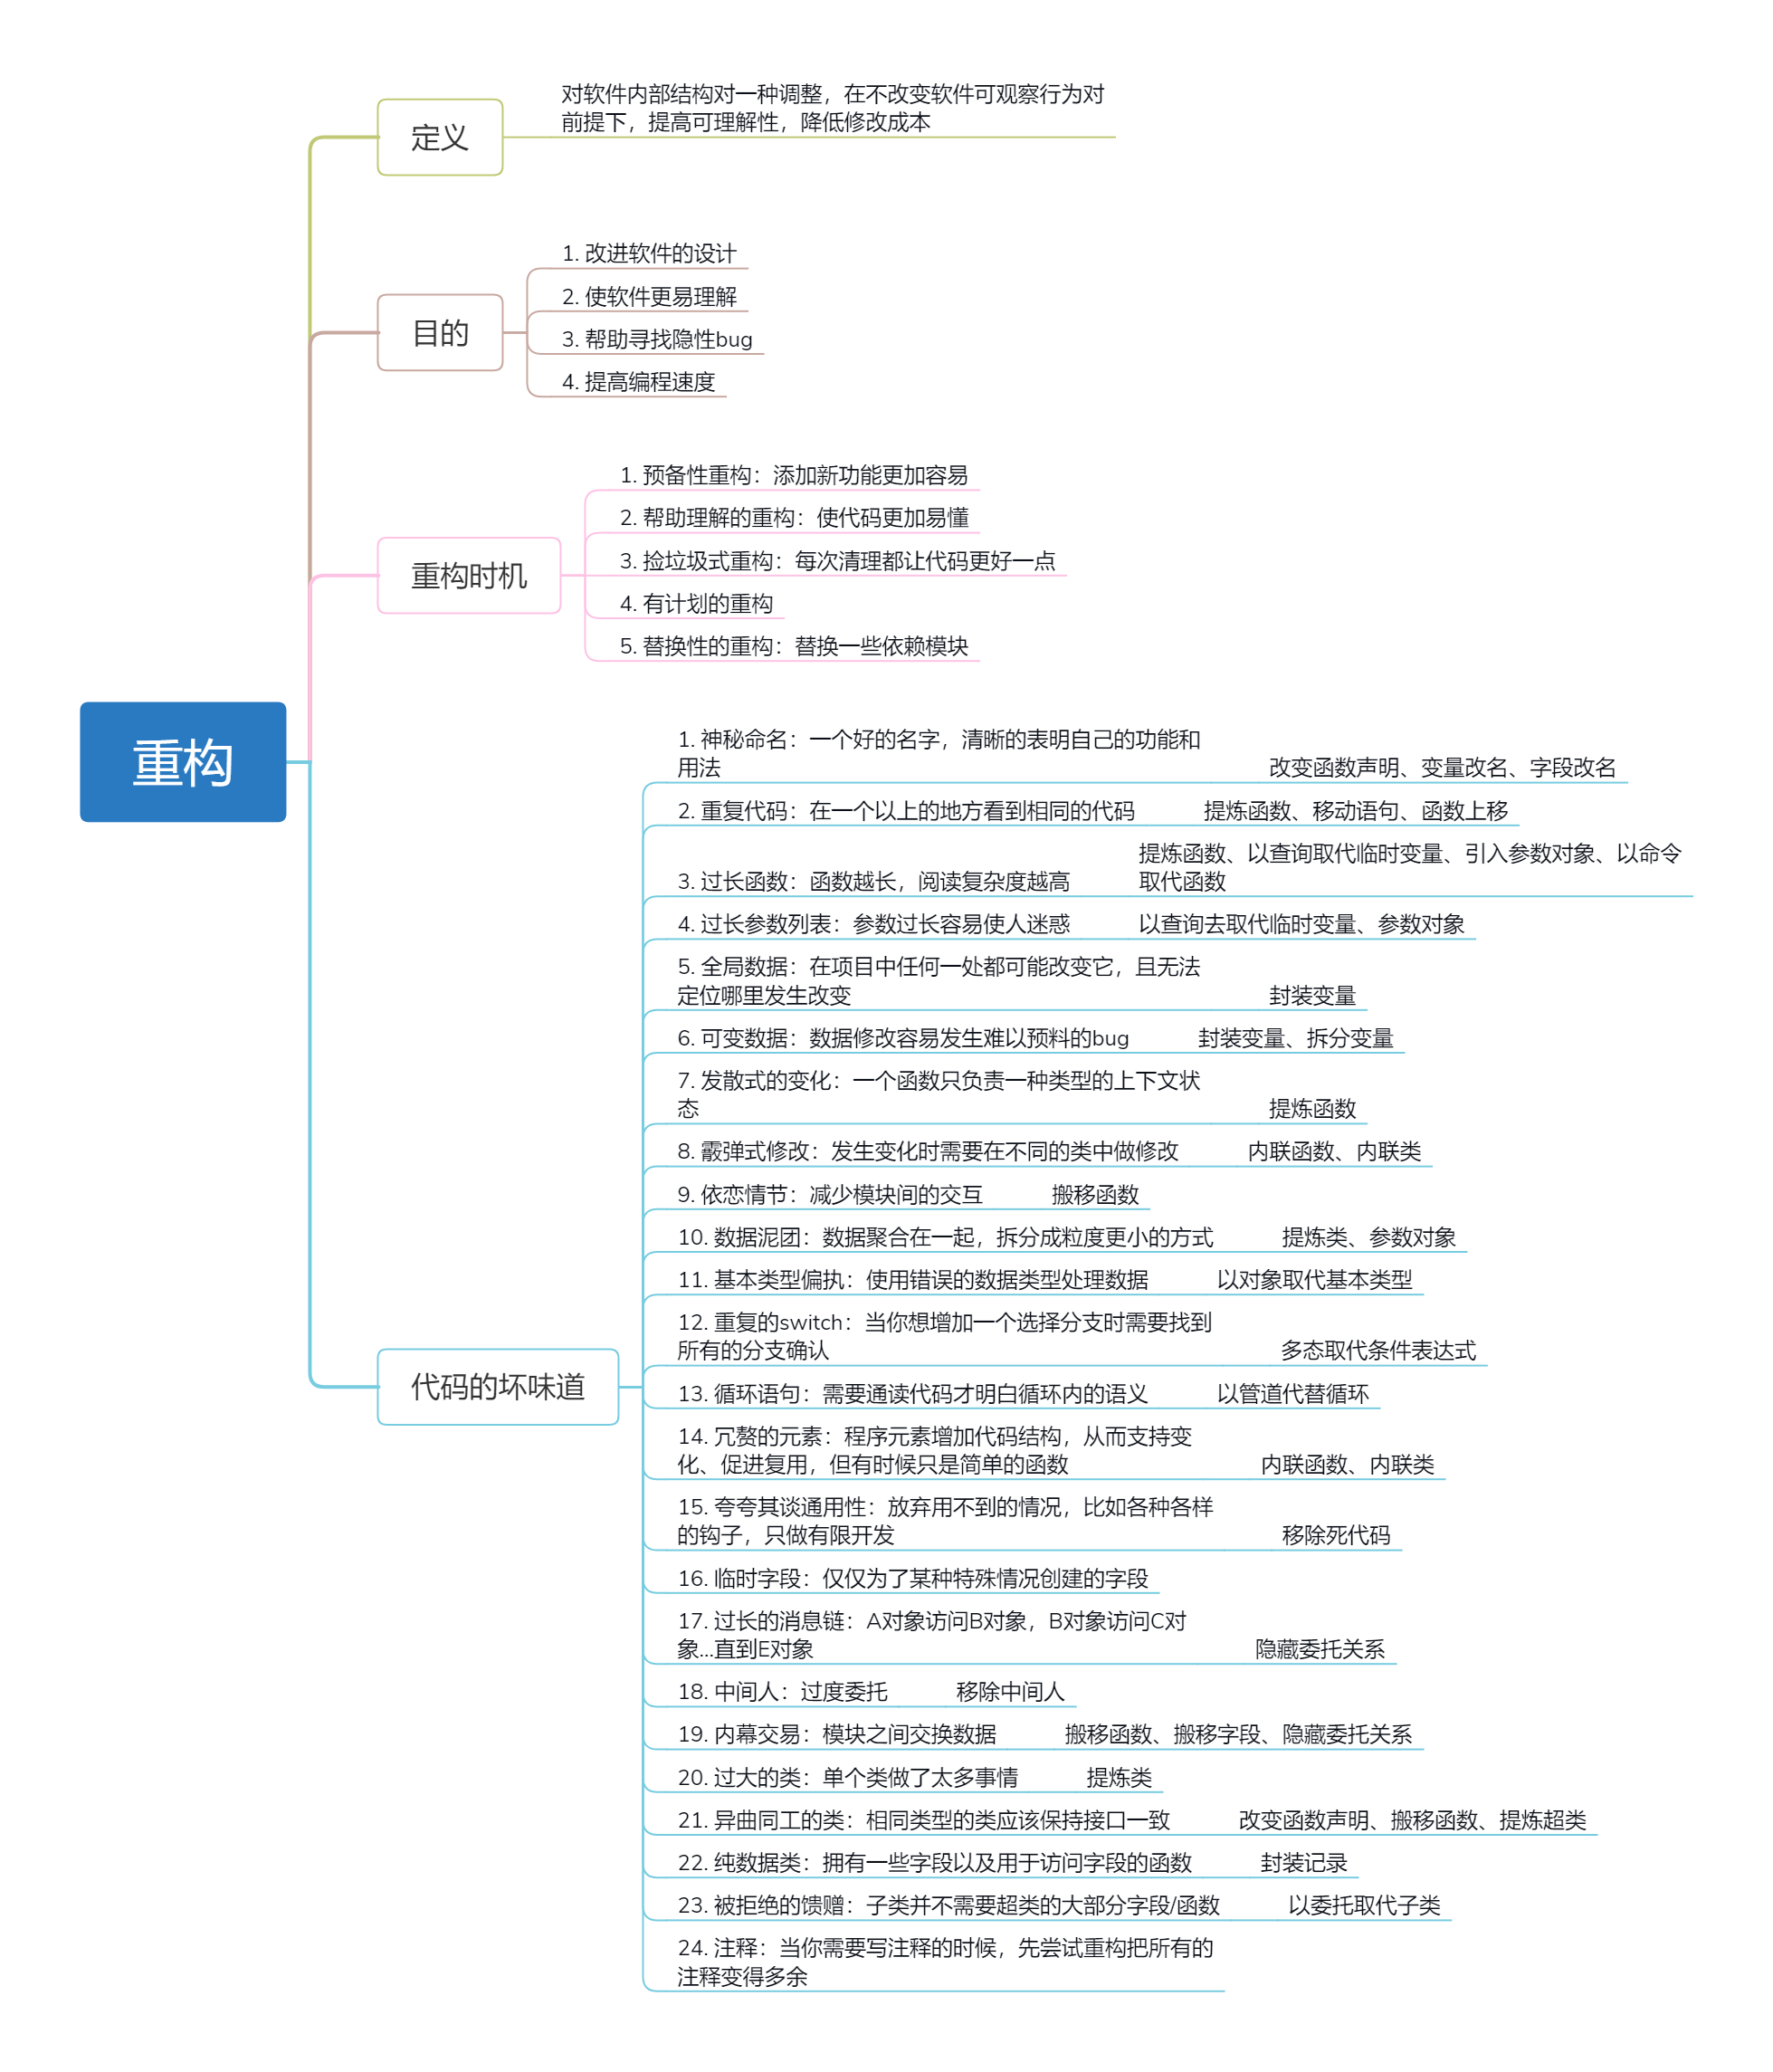 重构
定义
对软件内部结构对一种调整，在不改变软件可观察行为对
前提下，提高可理解性，降低修改成本
目的
1. 改进软件的设计
2. 使软件更易理解
3. 帮助寻找隐性bug
4. 提高编程速度
重构时机
1. 预备性重构：添加新功能更加容易
2. 帮助理解的重构：使代码更加易懂
3. 捡垃圾式重构：每次清理都让代码更好一点
4. 有计划的重构
5. 替换性的重构：替换一些依赖模块
代码的坏味道
1. 神秘命名：一个好的名字，清晰的表明自己的功能和
用法
改变函数声明、变量改名、字段改名
2. 重复代码：在一个以上的地方看到相同的代码
提炼函数、移动语句、函数上移
3. 过长函数：函数越长，阅读复杂度越高
提炼函数、以查询取代临时变量、引入参数对象、以命令
取代函数
4. 过长参数列表：参数过长容易使人迷惑
以查询去取代临时变量、参数对象
5. 全局数据：在项目中任何一处都可能改变它，且无法
定位哪里发生改变
封装变量
6. 可变数据：数据修改容易发生难以预料的bug
封装变量、拆分变量
7. 发散式的变化：一个函数只负责一种类型的上下文状
态
提炼函数
8. 霰弹式修改：发生变化时需要在不同的类中做修改
内联函数、内联类
9. 依恋情节：减少模块间的交互
搬移函数
10. 数据泥团：数据聚合在一起，拆分成粒度更小的方式
提炼类、参数对象
11. 基本类型偏执：使用错误的数据类型处理数据
以对象取代基本类型
12. 重复的switch：当你想增加一个选择分支时需要找到
所有的分支确认
多态取代条件表达式
13. 循环语句：需要通读代码才明白循环内的语义
以管道代替循环
14. 冗赘的元素：程序元素增加代码结构，从而支持变
化、促进复用，但有时候只是简单的函数
内联函数、内联类
15. 夸夸其谈通用性：放弃用不到的情况，比如各种各样
的钩子，只做有限开发
移除死代码
16. 临时字段：仅仅为了某种特殊情况创建的字段
17. 过长的消息链：A对象访问B对象，B对象访问C对
象...直到E对象
隐藏委托关系
18. 中间人：过度委托
移除中间人
19. 内幕交易：模块之间交换数据
搬移函数、搬移字段、隐藏委托关系
20. 过大的类：单个类做了太多事情
提炼类
21. 异曲同工的类：相同类型的类应该保持接口一致
改变函数声明、搬移函数、提炼超类
22. 纯数据类：拥有一些字段以及用于访问字段的函数
封装记录
23. 被拒绝的馈赠：子类并不需要超类的大部分字段/函数
以委托取代子类
24. 注释：当你需要写注释的时候，先尝试重构把所有的
注释变得多余